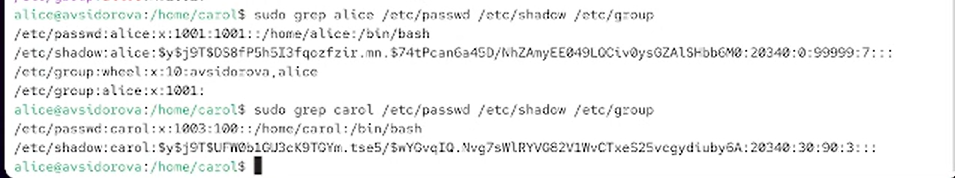 alice@avsidorova:/home/carol$ sudo grep alice /etc/passwd /etc/shadow /etc/group
/etc/passwd:alice:x:1001:1001::/home/alice:/bin/bash
/etc/shadow:alice:$y$j9T$DS8fP5h5I3fqozfzir.mn.$74tPcan6a45D/NhZAmyEE049LQCiv0ysGZAlSHbb6M0:20340:0:99999:7:::
/etc/group:wheel:x:10:avsidorova,alice
/etc/group:alice:x:1001:
alice@avsidorova:/home/carol$ sudo grep carol /etc/passwd /etc/shadow /etc/group
/etc/passwd:carol:x:1003:100::/home/carol:/bin/bash
/etc/shadow:carol:$y$j9T$UFW0b1GU3cK9TGYm.tse5/$wYGvqIQ.Nvg7sWlRYVG82V1WvCTxeS25vcgydiuby6A:20340:30:90:3:::
alice@avsidorova:/home/carol$